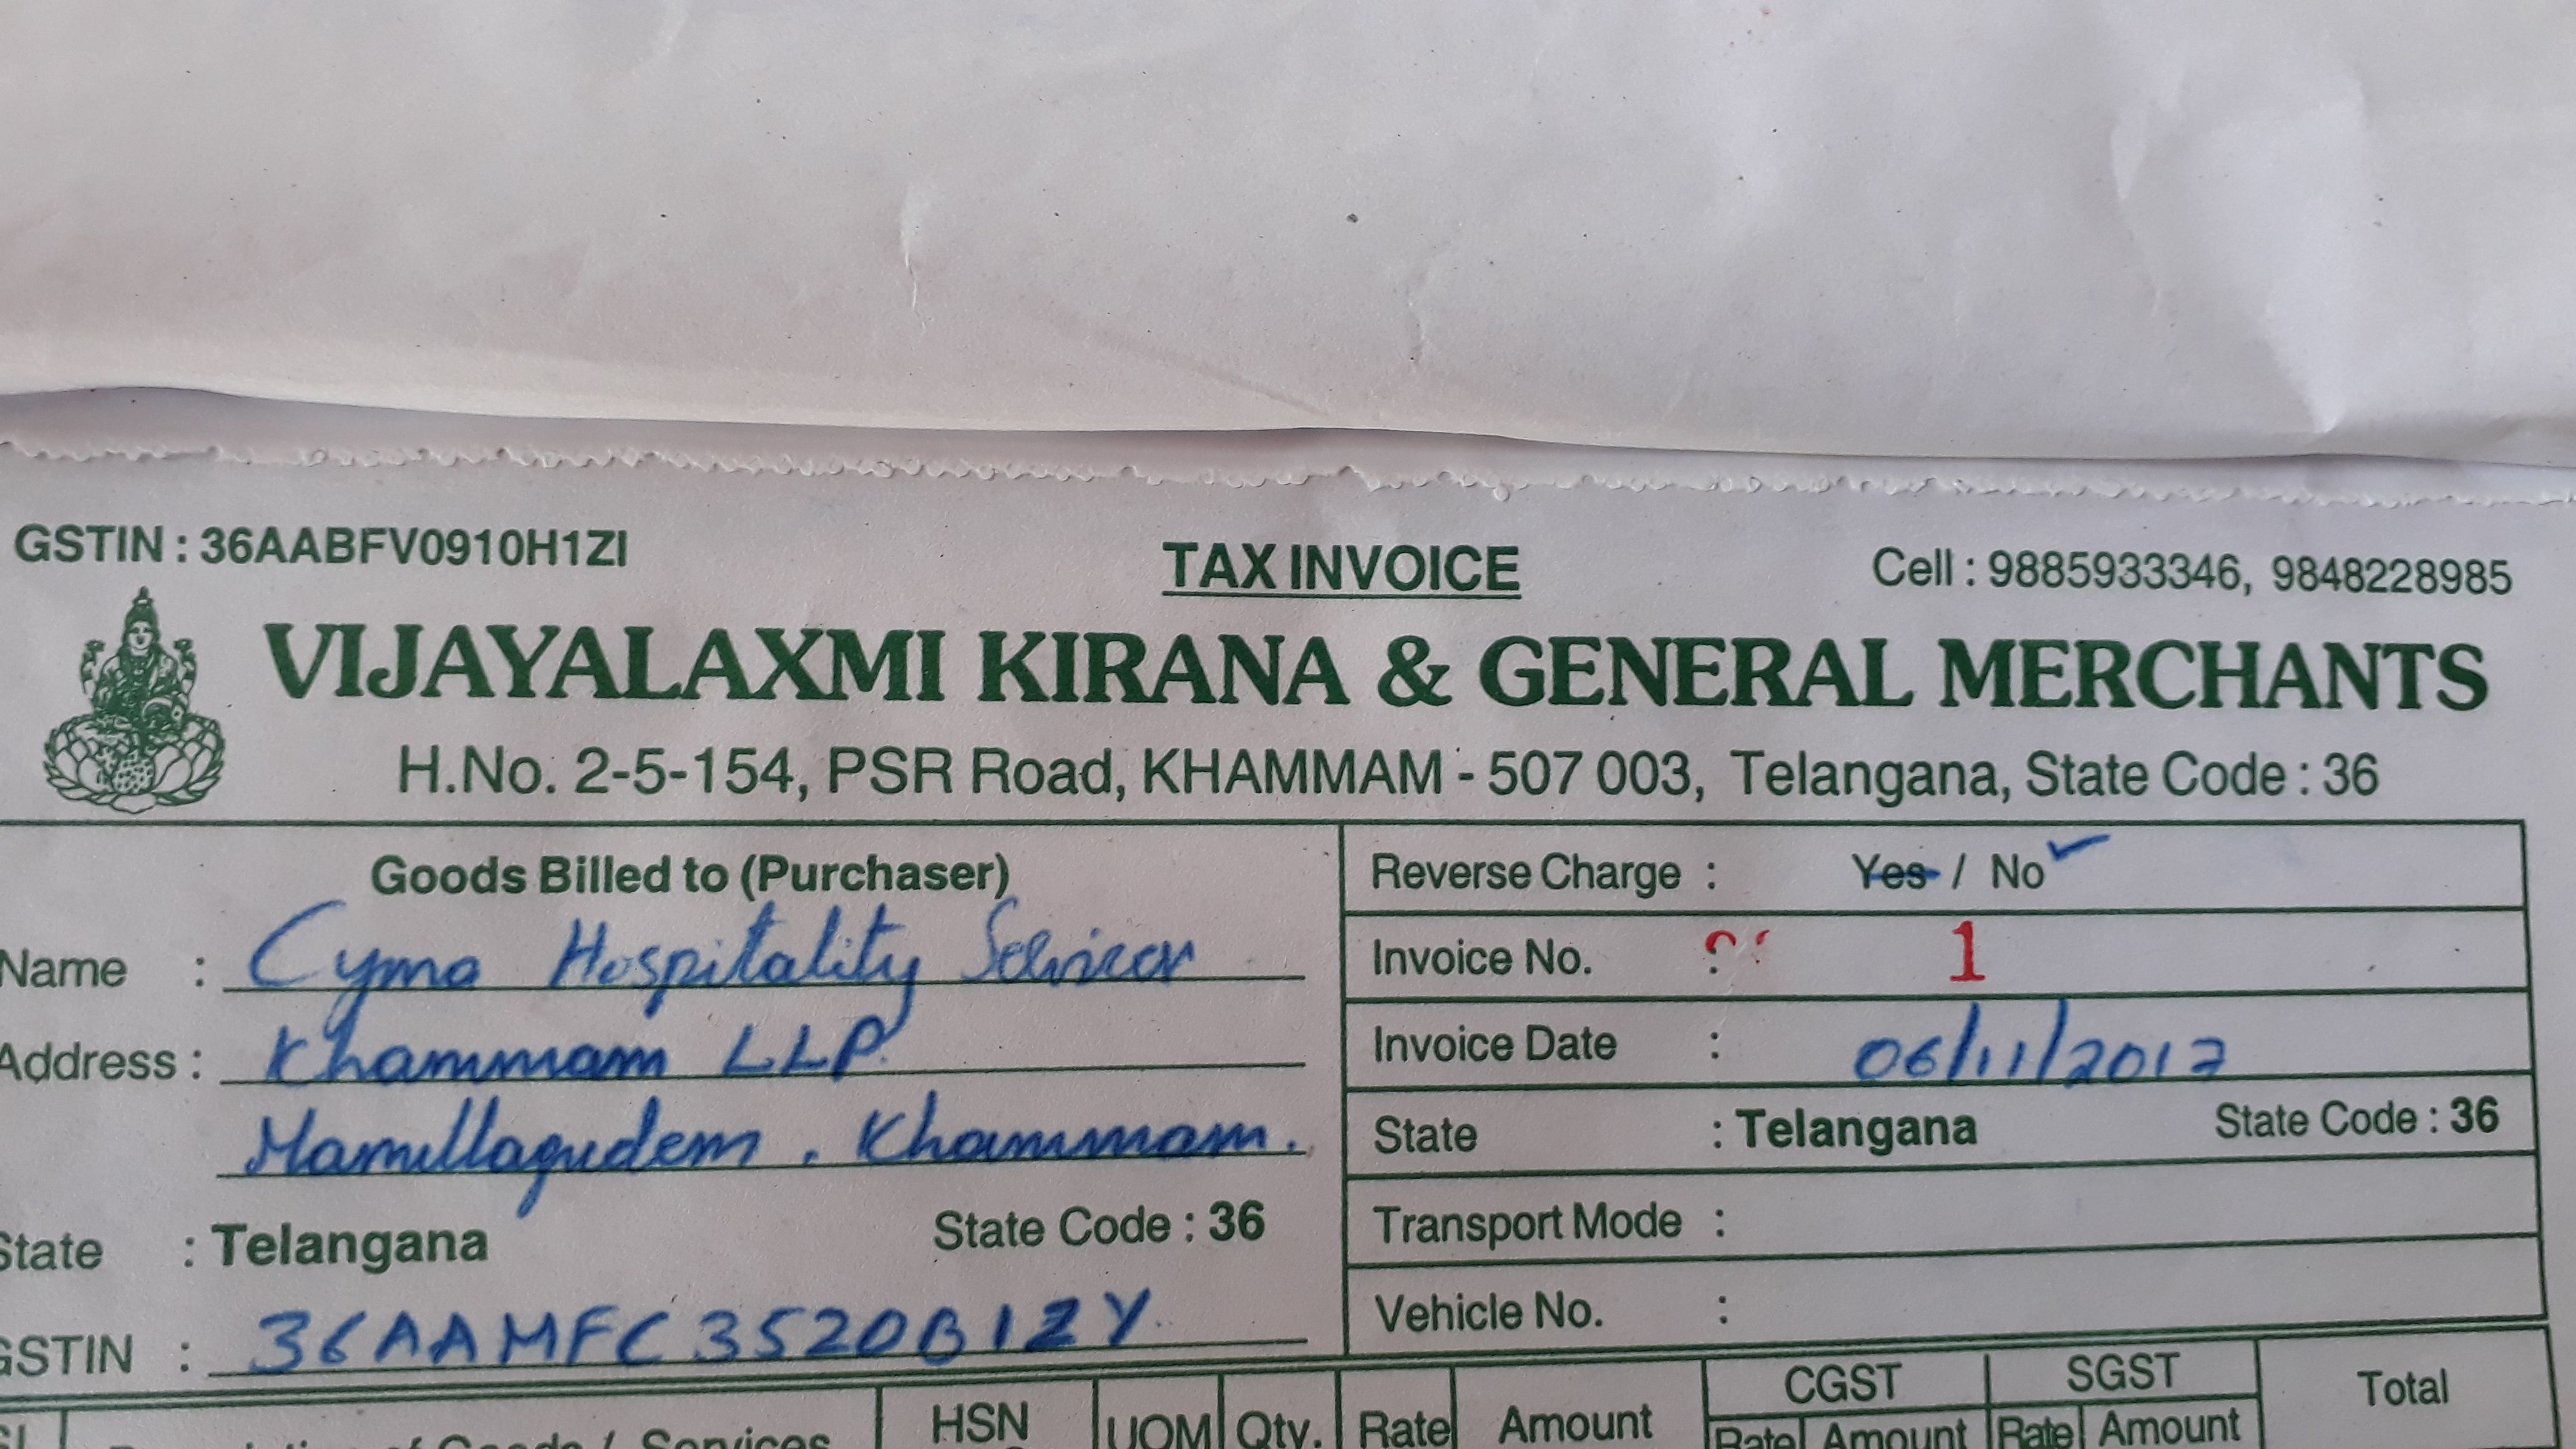 GSTIN : 36AABFV0910H1ZI
TAX INVOICE
Cell : 9885933346, 9848228985
VIJAYALAXMI KIRANA & GENERAL MERCHANTS
H.No. 2-5-154, PSR Road, KHAMMAM - 507 003, Telangana, State Code : 36
Goods Billed to (Purchaser)
Name : Cyma Hospitality Services
Address : Khammam LLP.
Mamillagudem . Khammam.
State : Telangana State Code : 36
GSTIN : 36AAMFC3520B1ZY
Reverse Charge : Yes / No
Invoice No. : 1
Invoice Date : 06/11/2017
State : Telangana State Code : 36
Transport Mode :
Vehicle No. :
of Goods / Services
HSN
UOM
Qty.
Rate
Amount
CGST
Rate Amount
SGST
Rate Amount
Total